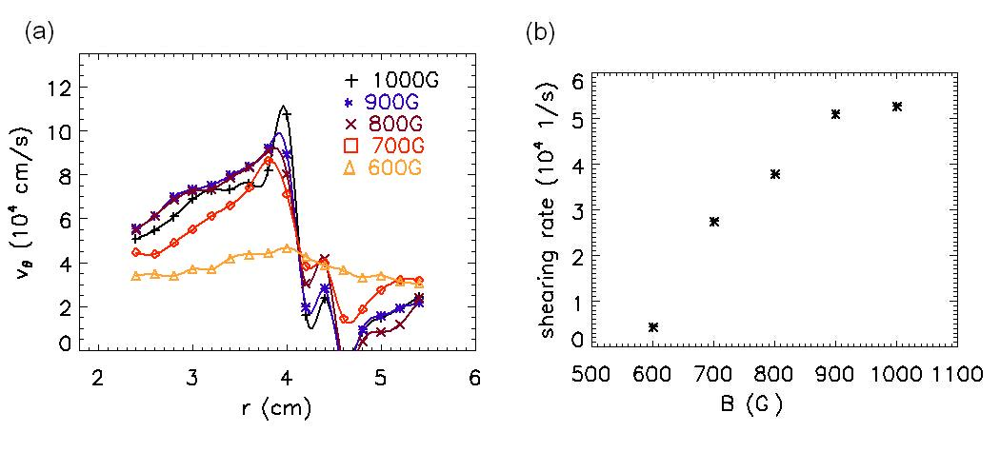 (a)
12
10
8
6
4
2
0
v_θ (10^4 cm/s)
+ 1000G
* 900G
× 800G
□ 700G
△ 600G
2 3 4 5 6
r (cm)
(b)
6
5
4
3
2
1
0
shearing rate (10^4 1/s)
500 600 700 800 900 1000 1100
B (G)